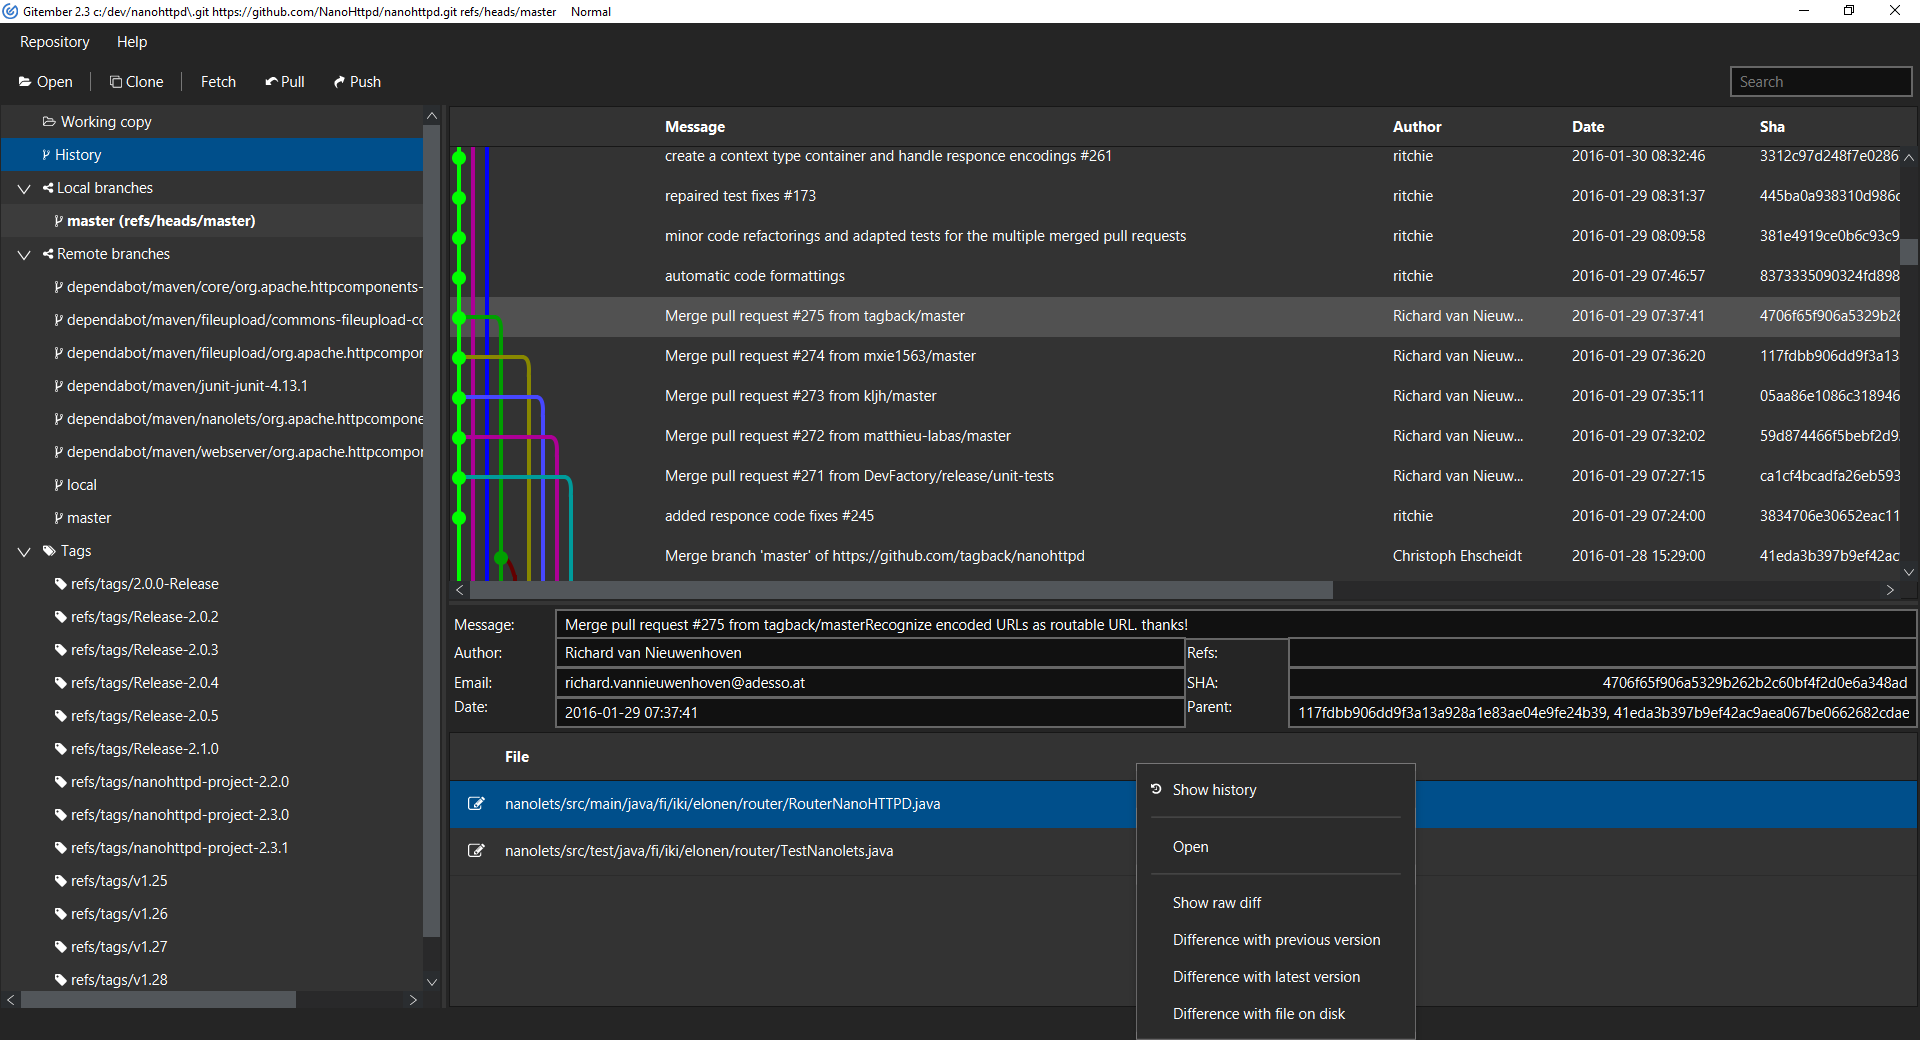 Gitember 2.3 c:/dev/nanohttpd\.git https://github.com/NanoHttpd/nanohttpd.git refs/heads/master Normal
Repository Help
Open Clone Fetch Pull Push Search
Working copy
History
Local branches
master (refs/heads/master)
Remote branches
dependabot/maven/core/org.apache.httpcomponents-
dependabot/maven/fileupload/commons-fileupload-cc
dependabot/maven/fileupload/org.apache.httpcompor
dependabot/maven/junit-junit-4.13.1
dependabot/maven/nanolets/org.apache.httpcompone
dependabot/maven/webserver/org.apache.httpcompor
local
master
Tags
refs/tags/2.0.0-Release
refs/tags/Release-2.0.2
refs/tags/Release-2.0.3
refs/tags/Release-2.0.4
refs/tags/Release-2.0.5
refs/tags/Release-2.1.0
refs/tags/nanohttpd-project-2.2.0
refs/tags/nanohttpd-project-2.3.0
refs/tags/nanohttpd-project-2.3.1
refs/tags/v1.25
refs/tags/v1.26
refs/tags/v1.27
refs/tags/v1.28
Message Author Date Sha
create a context type container and handle responce encodings #261 ritchie 2016-01-30 08:32:46 3312c97d248f7e0286
repaired test fixes #173 ritchie 2016-01-29 08:31:37 445ba0a938310d986c
minor code refactorings and adapted tests for the multiple merged pull requests ritchie 2016-01-29 08:09:58 381e4919ce0b6c93c9
automatic code formattings ritchie 2016-01-29 07:46:57 8373335090324fd898
Merge pull request #275 from tagback/master Richard van Nieuw... 2016-01-29 07:37:41 4706f65f906a5329b26
Merge pull request #274 from mxie1563/master Richard van Nieuw... 2016-01-29 07:36:20 117fdbb906dd9f3a13
Merge pull request #273 from kljh/master Richard van Nieuw... 2016-01-29 07:35:11 05aa86e1086c318946
Merge pull request #272 from matthieu-labas/master Richard van Nieuw... 2016-01-29 07:32:02 59d874466f5bebf2d9
Merge pull request #271 from DevFactory/release/unit-tests Richard van Nieuw... 2016-01-29 07:27:15 ca1cf4bcadfa26eb593
added responce code fixes #245 ritchie 2016-01-29 07:24:00 3834706e30652eac11
Merge branch 'master' of https://github.com/tagback/nanohttpd Christoph Ehscheidt 2016-01-28 15:29:00 41eda3b397b9ef42ac
Message: Merge pull request #275 from tagback/masterRecognize encoded URLs as routable URL. thanks!
Author: Richard van Nieuwenhoven Refs:
Email: richard.vannieuwenhoven@adesso.at SHA: 4706f65f906a5329b262b2c60bf4f2d0e6a348ad
Date: 2016-01-29 07:37:41 Parent: 117fdbb906dd9f3a13a928a1e83ae04e9fe24b39, 41eda3b397b9ef42ac9aea067be0662682cdae
File
nanolets/src/main/java/fi/iki/elonen/router/RouterNanoHTTPD.java
nanolets/src/test/java/fi/iki/elonen/router/TestNanolets.java
Show history
Open
Show raw diff
Difference with previous version
Difference with latest version
Difference with file on disk